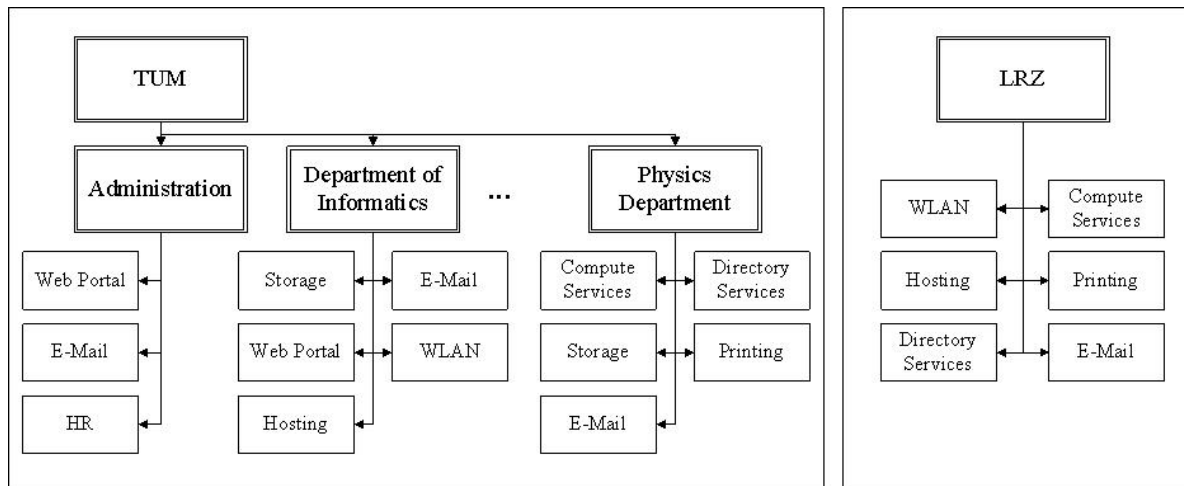 TUM
Administration
Web Portal
E-Mail
HR
Department of
Informatics
Storage
E-Mail
Web Portal
WLAN
Hosting
...
Physics
Department
Compute
Services
Directory
Services
Storage
Printing
E-Mail
LRZ
WLAN
Compute
Services
Hosting
Printing
Directory
Services
E-Mail